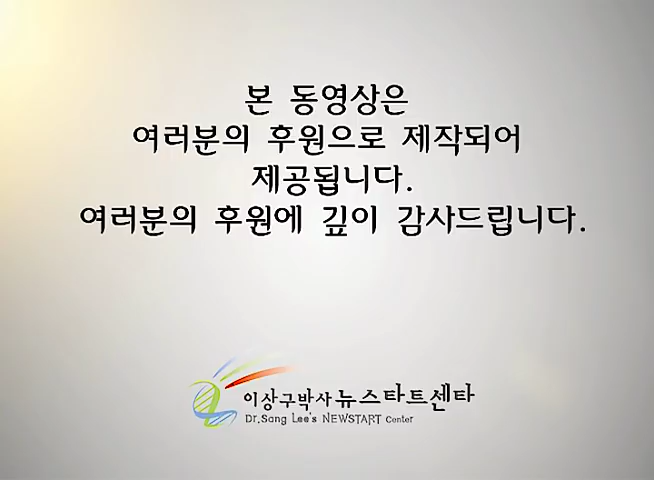 본 동영상은
여러분의 후원으로 제작되어
제공됩니다.
여러분의 후원에 깊이 감사드립니다.
이상구박사 뉴스타트센타
Dr.Sang Lee's NEWSTART Center